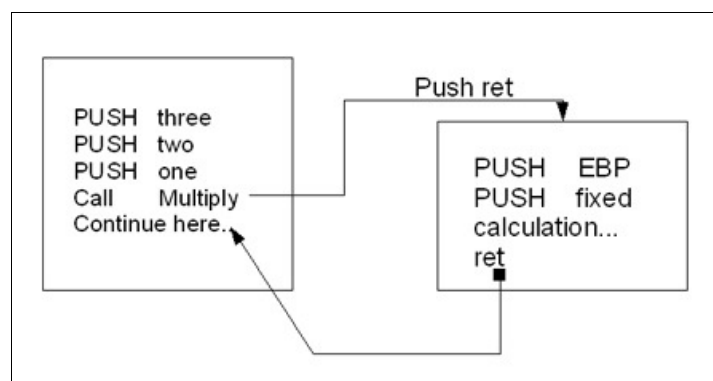 PUSH three
PUSH two
PUSH one
Call Multiply
Continue here..
Push ret
PUSH EBP
PUSH fixed
calculation...
ret